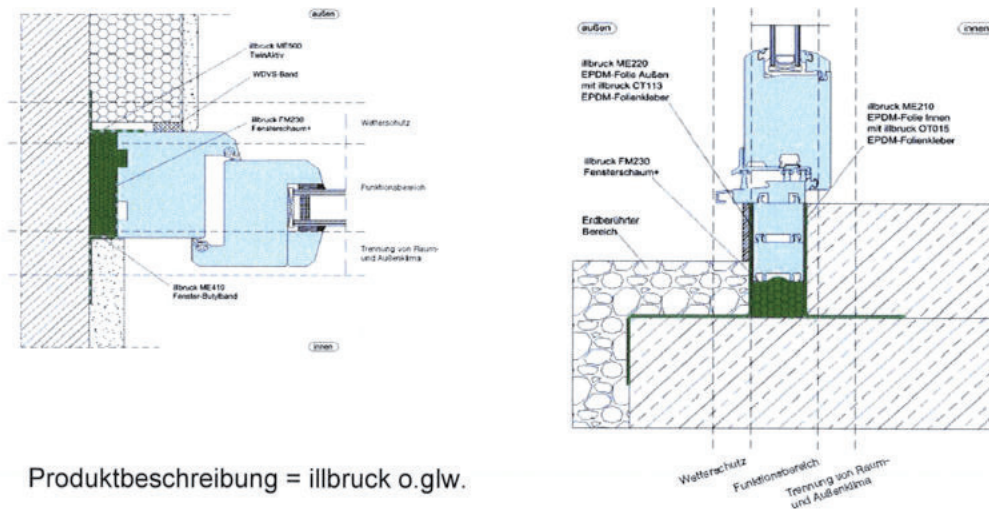 außen
illbruck ME500
TwinAktiv
WDVS-Band
illbruck FM230
Fensterschaum+
Wetterschutz
Funktionsbereich
Trennung von Raum-
und Außenklima
illbruck ME410
Fenster-Butylband
innen
außen
innen
illbruck ME220
EPDM-Folie Außen
mit illbruck CT113
EPDM-Folienkleber
illbruck ME210
EPDM-Folie Innen
mit illbruck OT015
EPDM-Folienkleber
illbruck FM230
Fensterschaum+
Erdberührter
Bereich
Wetterschutz
Funktionsbereich
Trennung von Raum-
und Außenklima
Produktbeschreibung = illbruck o.glw.